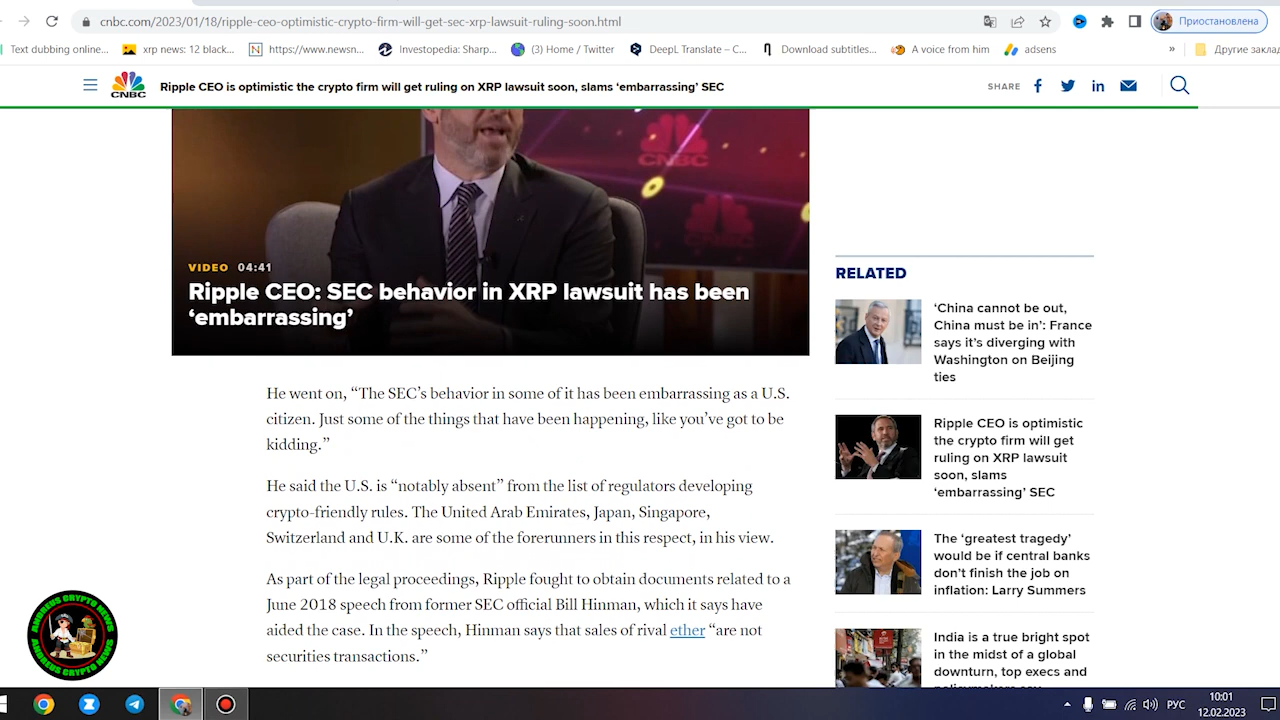 cnbc.com/2023/01/18/ripple-ceo-optimistic-crypto-firm-will-get-sec-xrp-lawsuit-ruling-soon.html
Приостановлена
Text dubbing online...
xrp news: 12 black...
https://www.newsn...
Investopedia: Sharp...
(3) Home / Twitter
DeepL Translate – C...
Download subtitles...
A voice from him
adsens
»
Другие закла
CNBC
Ripple CEO is optimistic the crypto firm will get ruling on XRP lawsuit soon, slams ‘embarrassing’ SEC
SHARE
CNBC
VIDEO 04:41
Ripple CEO: SEC behavior in XRP lawsuit has been
‘embarrassing’
He went on, “The SEC’s behavior in some of it has been embarrassing as a U.S.
citizen. Just some of the things that have been happening, like you’ve got to be
kidding.”
He said the U.S. is “notably absent” from the list of regulators developing
crypto-friendly rules. The United Arab Emirates, Japan, Singapore,
Switzerland and U.K. are some of the forerunners in this respect, in his view.
As part of the legal proceedings, Ripple fought to obtain documents related to a
June 2018 speech from former SEC official Bill Hinman, which it says have
aided the case. In the speech, Hinman says that sales of rival ether “are not
securities transactions.”
RELATED
‘China cannot be out,
China must be in’: France
says it’s diverging with
Washington on Beijing
ties
Ripple CEO is optimistic
the crypto firm will get
ruling on XRP lawsuit
soon, slams
‘embarrassing’ SEC
The ‘greatest tragedy’
would be if central banks
don’t finish the job on
inflation: Larry Summers
India is a true bright spot
in the midst of a global
downturn, top execs and
ANDREUS CRYPTO NEWS
ANDREUS CRYPTO NEWS
РУС
10:01
12.02.2023